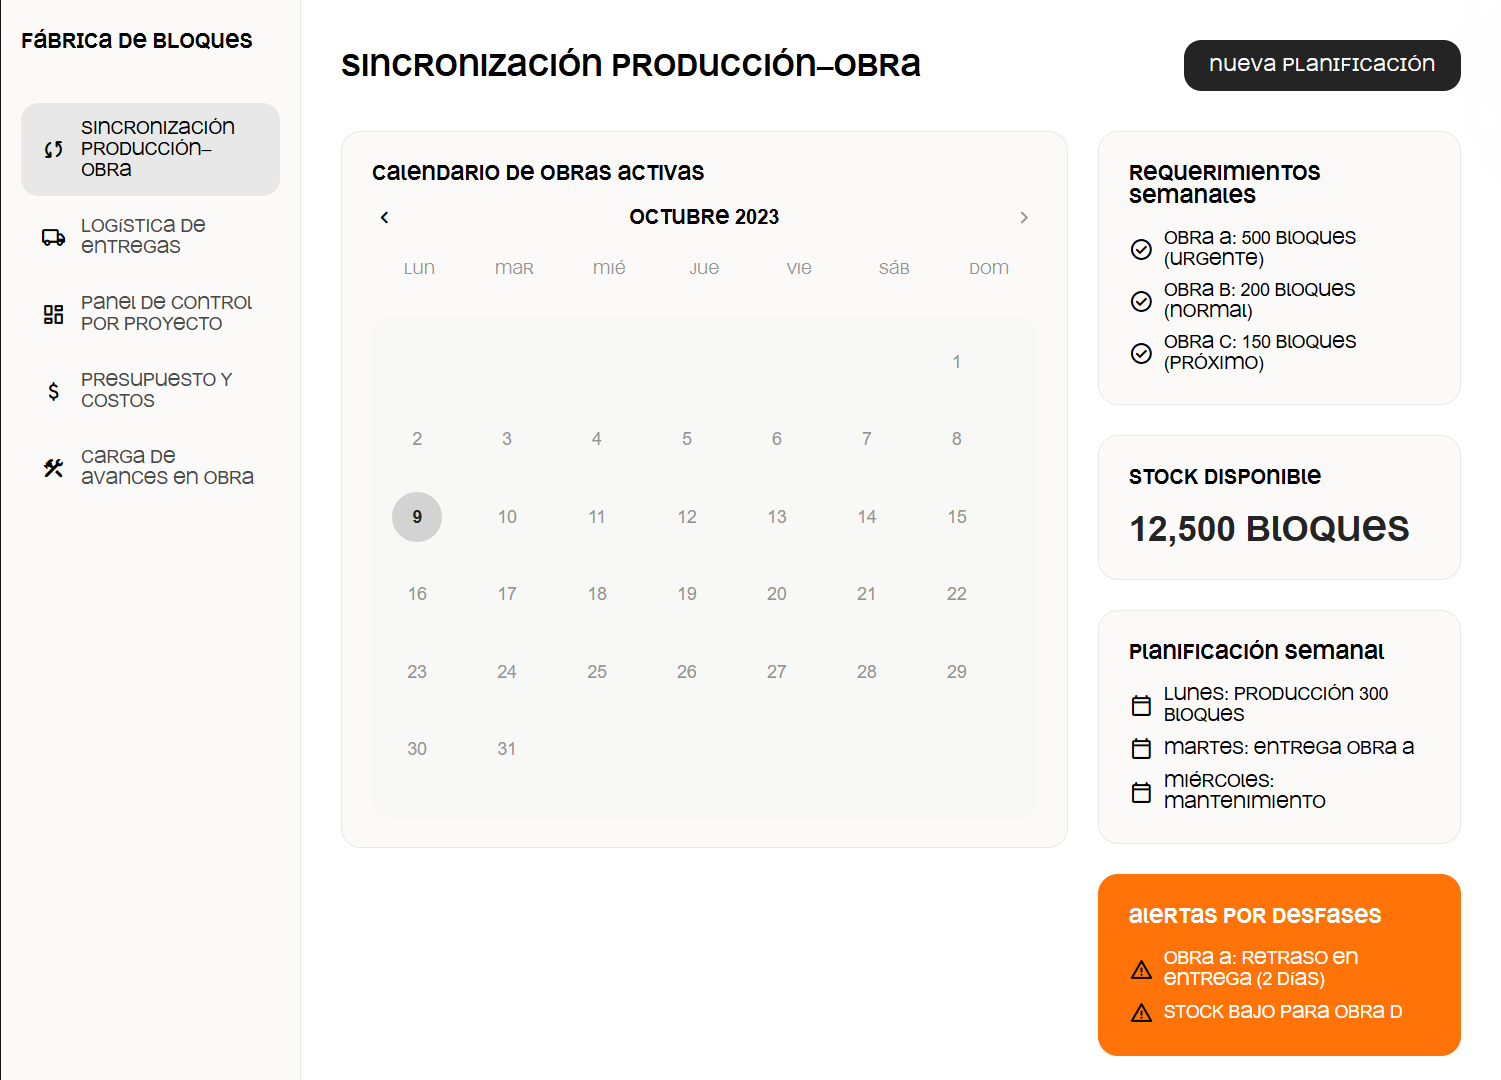 Fábrica de Bloques
Sincronización
Producción–
Obra
Logística de
Entregas
Panel de Control
por Proyecto
Presupuesto y
Costos
Carga de
Avances en Obra
Sincronización Producción–Obra
Nueva Planificación
Calendario de Obras Activas
Octubre 2023
Lun Mar Mié Jue Vie Sáb Dom
1
2 3 4 5 6 7 8
9 10 11 12 13 14 15
16 17 18 19 20 21 22
23 24 25 26 27 28 29
30 31
Requerimientos
Semanales
Obra A: 500 bloques
(Urgente)
Obra B: 200 bloques
(Normal)
Obra C: 150 bloques
(Próximo)
Stock Disponible
12,500 Bloques
Planificación Semanal
Lunes: Producción 300
bloques
Martes: Entrega Obra A
Miércoles:
Mantenimiento
Alertas por Desfases
Obra A: Retraso en
entrega (2 días)
Stock bajo para Obra D